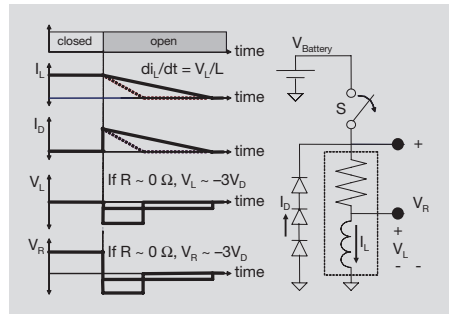 closed open
time
I_L di_L/dt = V_L/L
time
I_D
time
V_L If R ~ 0 Ω, V_L ~ –3V_D
time
V_R If R ~ 0 Ω, V_R ~ –3V_D
time
V_Battery
S
+
I_D
V_R
I_L
+
V_L
- -